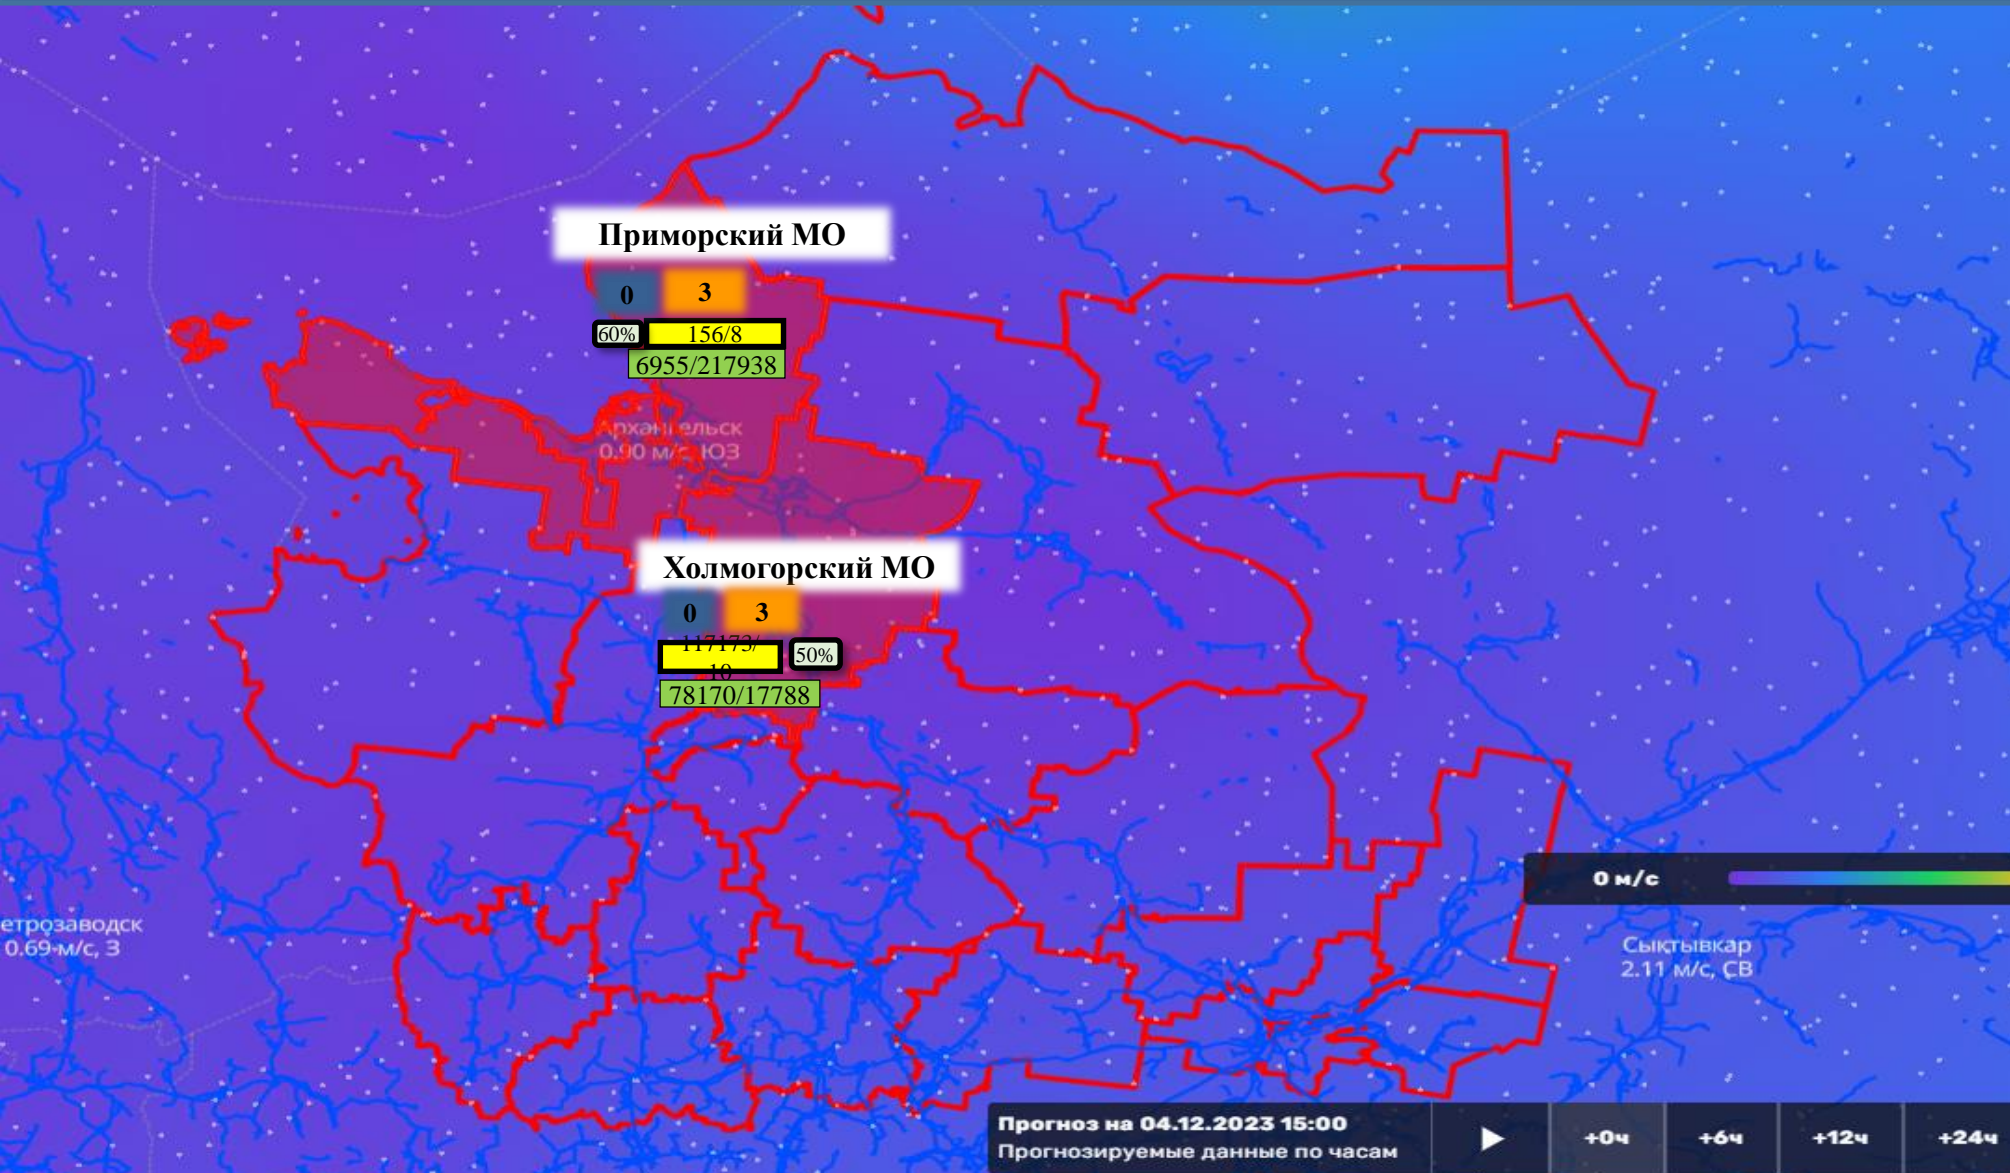 Приморский МО
0
3
60%
156/8
6955/217938
Архангельск
0.90 м/с, ЮЗ
Холмогорский МО
0
3
117173/
10
50%
78170/17788
0 м/с
етрозаводск
0.69 м/с, З
Сыктывкар
2.11 м/с, СВ
Прогноз на 04.12.2023 15:00
Прогнозируемые данные по часам
+0ч
+6ч
+12ч
+24ч